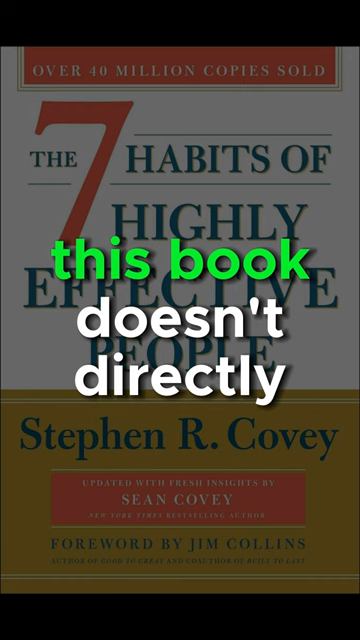 OVER 40 MILLION COPIES SOLD
THE 7 HABITS OF
HIGHLY
EFFECTIVE
PEOPLE
this book
doesn't
directly
Stephen R. Covey
UPDATED WITH FRESH INSIGHTS BY
SEAN COVEY
NEW YORK TIMES BESTSELLING AUTHOR
FOREWORD BY JIM COLLINS
AUTHOR OF GOOD TO GREAT AND COAUTHOR OF BUILT TO LAST